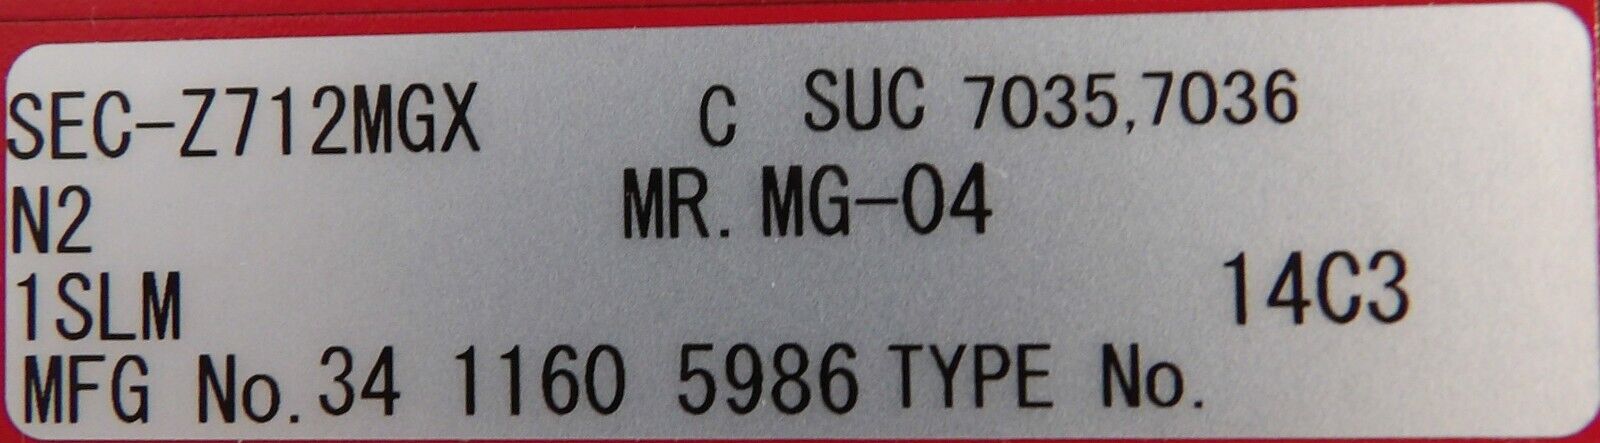 SEC-Z712MGX C SUC 7035,7036
N2 MR. MG-04
1SLM 14C3
MFG No. 34 1160 5986 TYPE No.